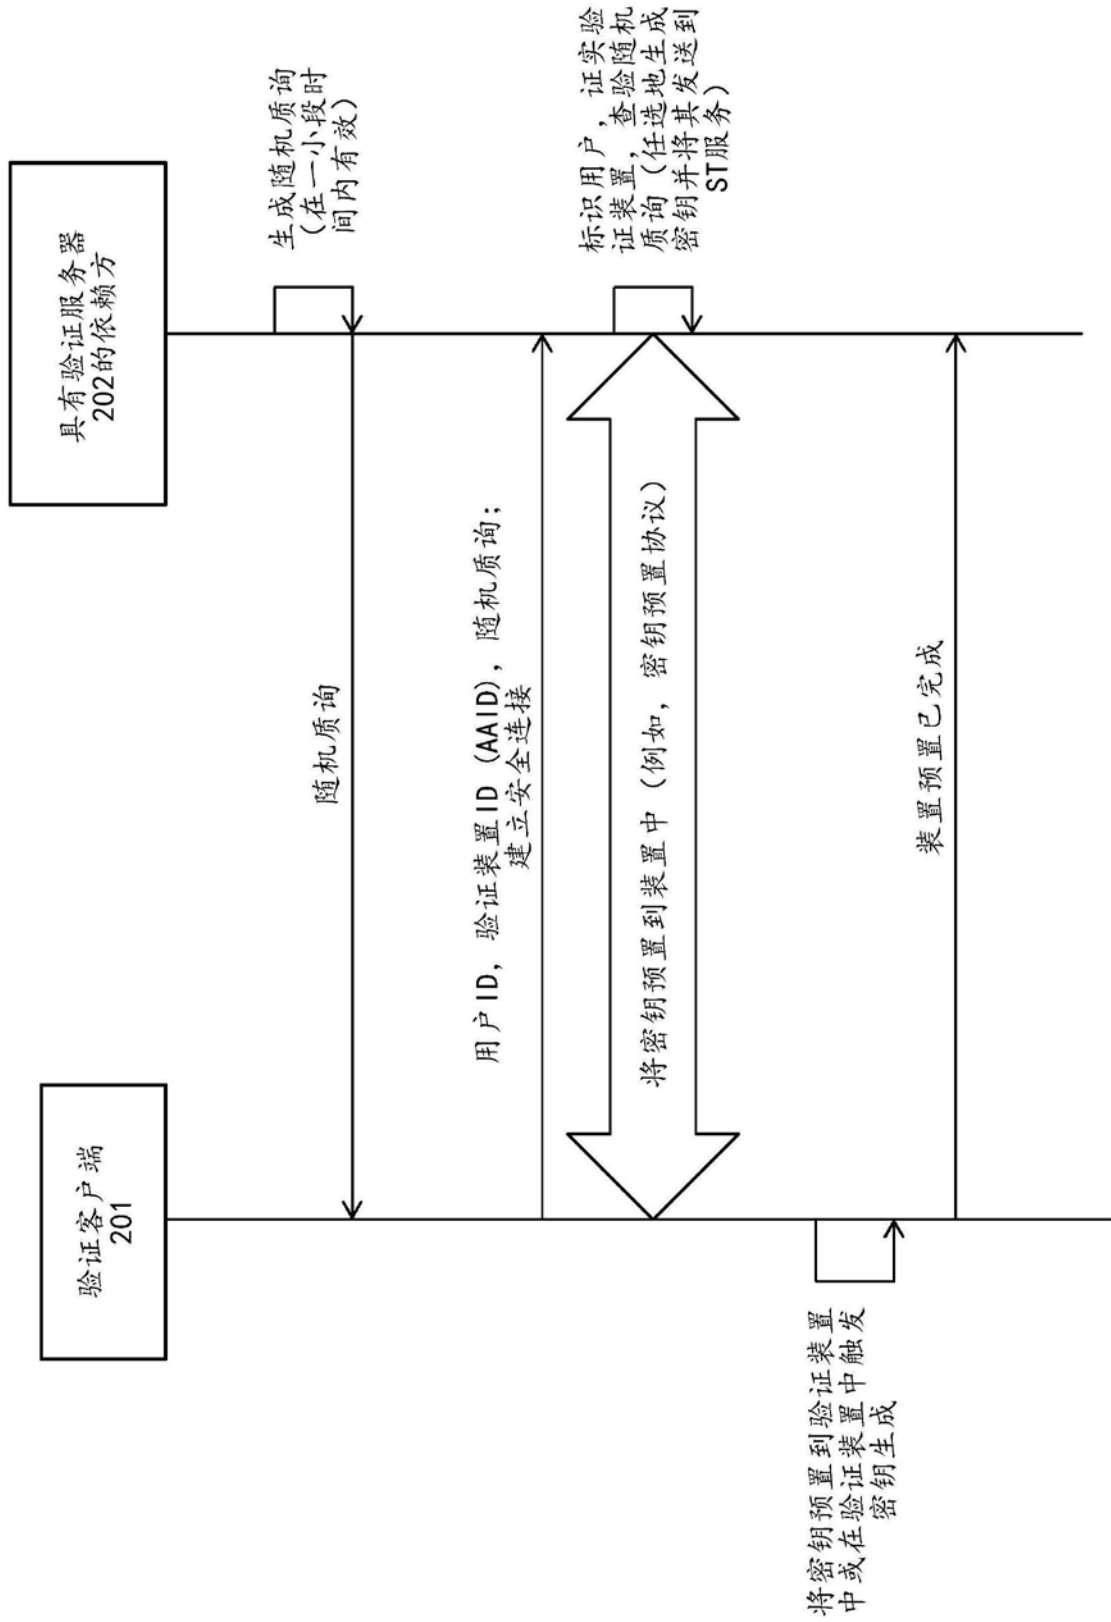 验证客户端
201
具有验证服务器
202的依赖方
生成随机质询
(在一小段时
间内有效)
随机质询
用户ID, 验证装置ID (AAID), 随机质询;
建立安全连接
标识用户, 证实验
证装置, 查验随机
质询 (任选地生成
密钥并将其发送到
ST服务)
将密钥预置到装置中 (例如, 密钥预置协议)
将密钥预置到验证装置
中或在验证装置中触发
密钥生成
装置预置已完成